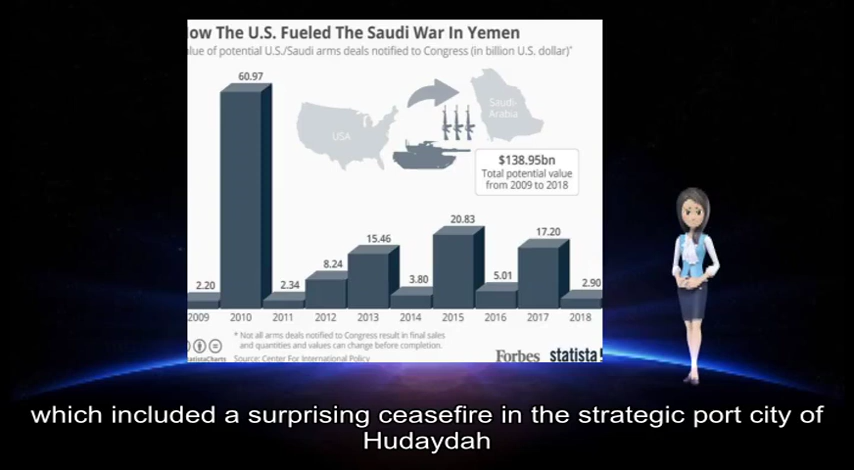 ow The U.S. Fueled The Saudi War In Yemen
lue of potential U.S./Saudi arms deals notified to Congress (in billion U.S. dollar)*
60.97
USA
Saudi-
Arabia
$138.95bn
Total potential value
from 2009 to 2018
2.20
2.34
8.24
15.46
3.80
20.83
5.01
17.20
2.90
2009 2010 2011 2012 2013 2014 2015 2016 2017 2018
* Not all arms deals notified to Congress result in final sales
and quantities and values can change before completion.
atistaCharts Source: Center For International Policy
Forbes statista
which included a surprising ceasefire in the strategic port city of
Hudaydah